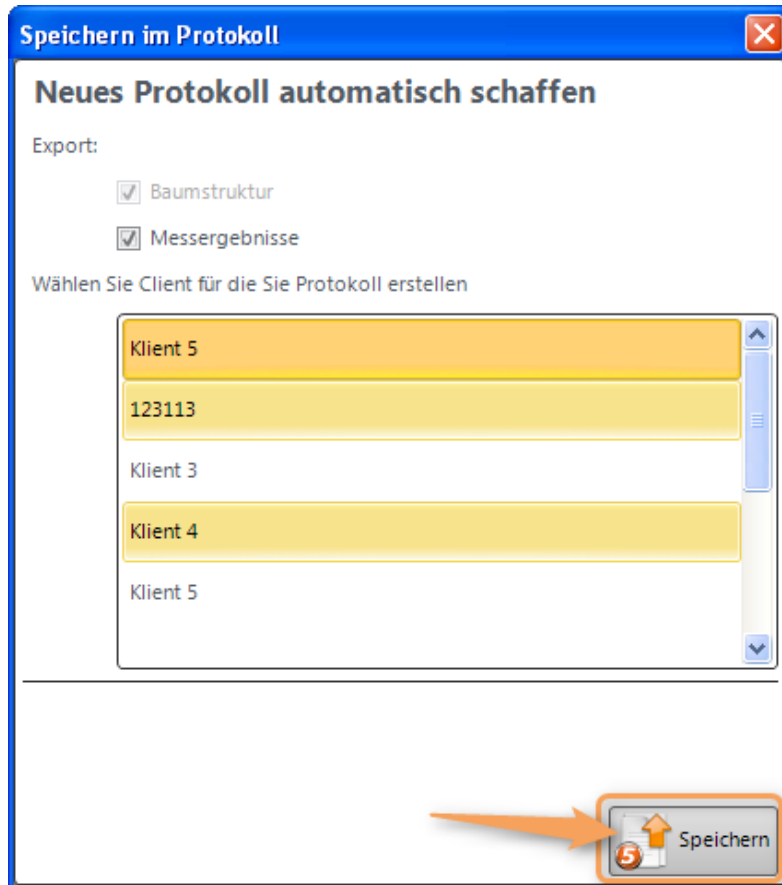 Speichern im Protokoll
Neues Protokoll automatisch schaffen
Export:
Baumstruktur
Messergebnisse
Wählen Sie Client für die Sie Protokoll erstellen
Klient 5
123113
Klient 3
Klient 4
Klient 5
5 Speichern